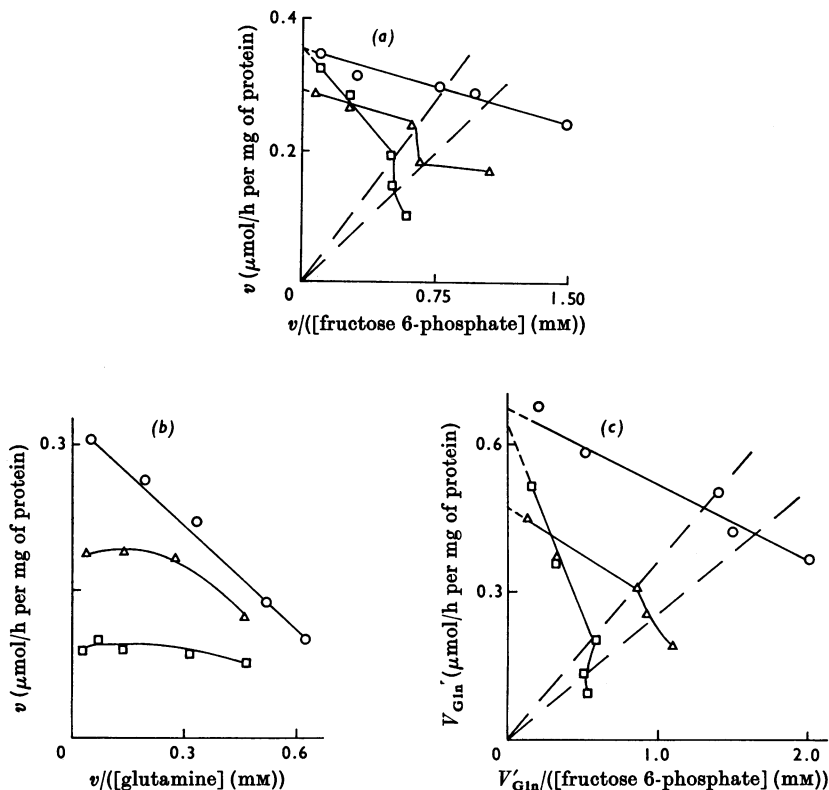 (a)
v (μmol/h per mg of protein)
0.4
0.2
0
0.75
1.50
v/([fructose 6-phosphate] (mM))
(b)
v (μmol/h per mg of protein)
0.3
0
0.3
0.6
v/([glutamine] (mM))
(c)
V_Gln′ (μmol/h per mg of protein)
0.6
0.3
0
1.0
2.0
V′_Gln/([fructose 6-phosphate] (mM))